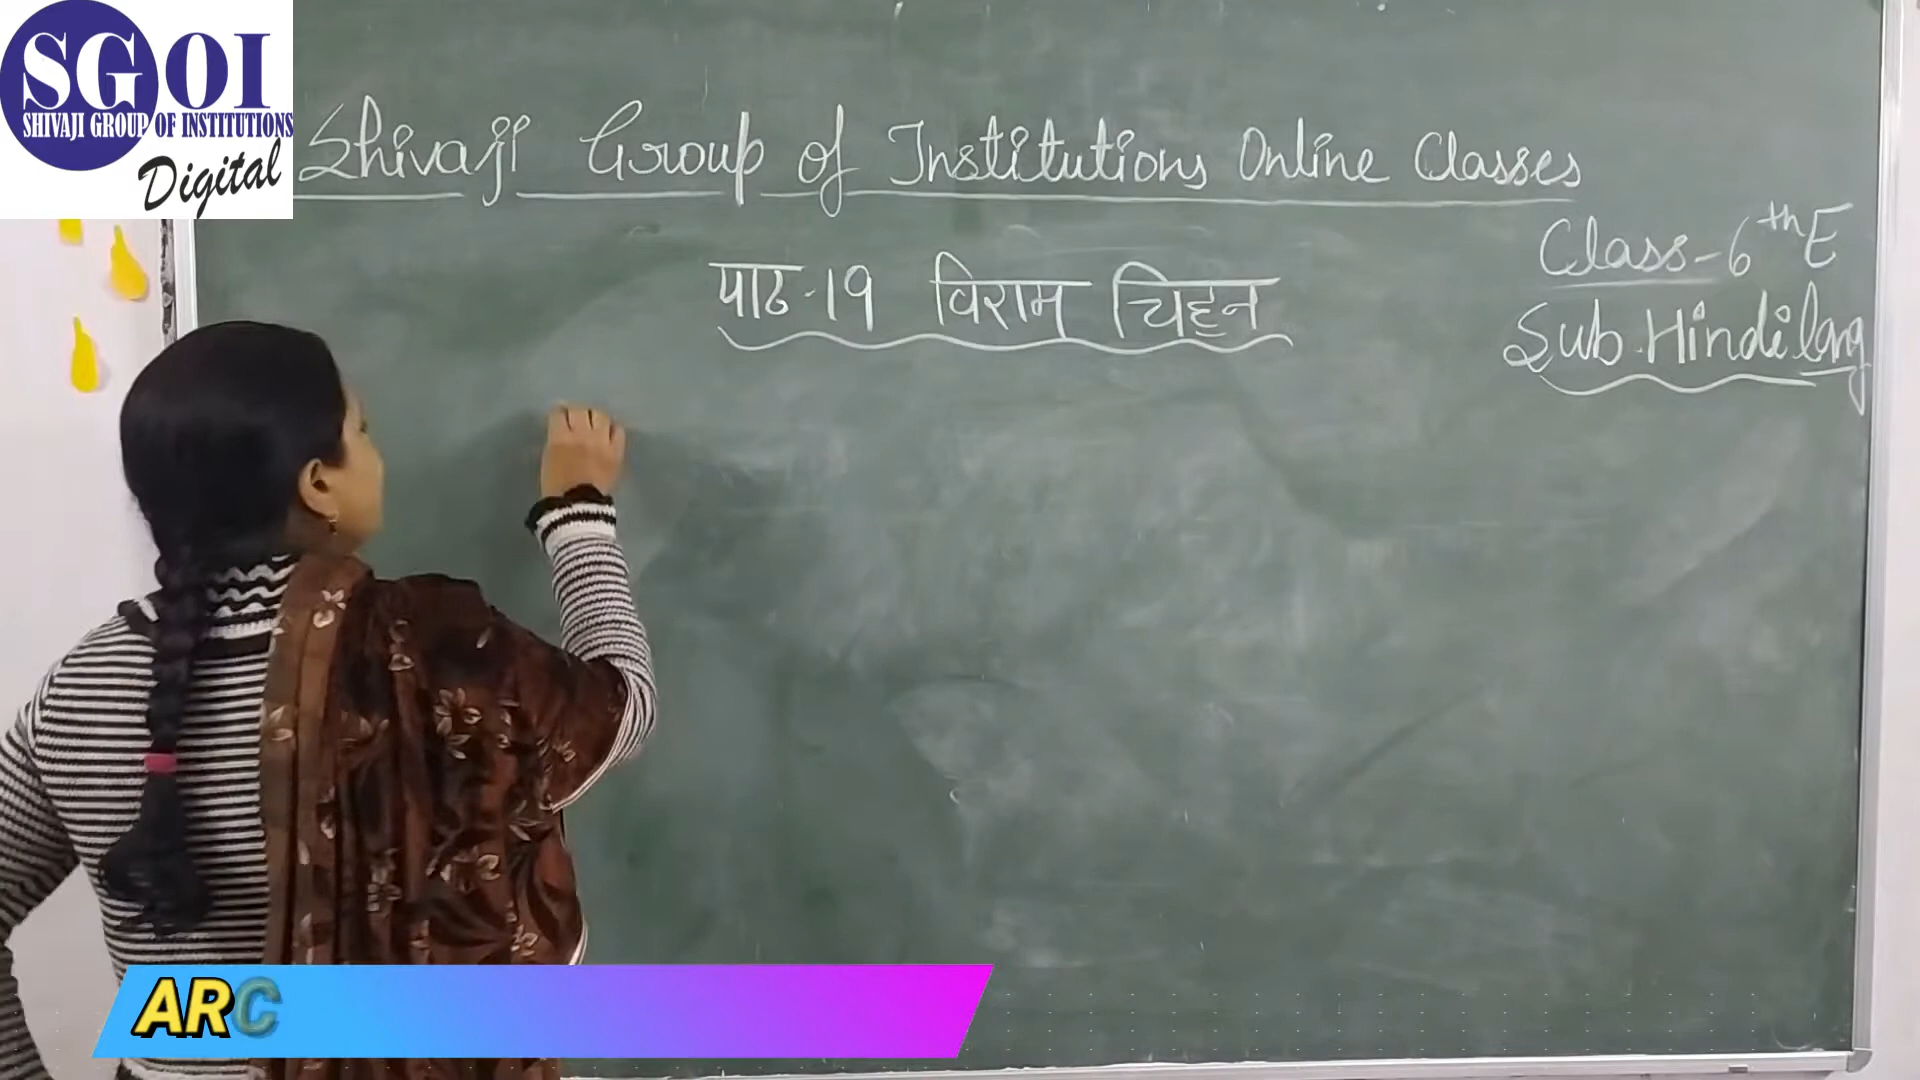 SGOI
SHIVAJI GROUP OF INSTITUTIONS
Digital
Shivaji Group of Institutions Online Classes
Class-6th E
पाठ-19 विराम चिह्न
Sub. Hindi lang
ARC